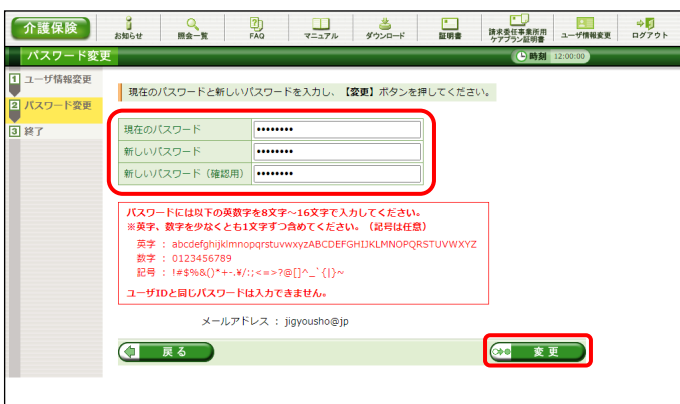 介護保険
お知らせ
照会一覧
FAQ
マニュアル
ダウンロード
証明書
請求委任事業所用
ケアプラン証明書
ユーザ情報変更
ログアウト
パスワード変更
時刻 12:00:00
1 ユーザ情報変更
2 パスワード変更
3 終了
現在のパスワードと新しいパスワードを入力し、【変更】ボタンを押してください。
現在のパスワード ••••••••
新しいパスワード ••••••••
新しいパスワード（確認用） ••••••••
パスワードには以下の英数字を8文字～16文字で入力してください。
※英字、数字を少なくとも1文字ずつ含めてください。（記号は任意）
英字 ： abcdefghijklmnopqrstuvwxyzABCDEFGHIJKLMNOPQRSTUVWXYZ
数字 ： 0123456789
記号 ： !#$%&()*+-.¥/:;<=>?@[]^_`{|}~
ユーザIDと同じパスワードは入力できません。
メールアドレス ： jigyousho@jp
戻る
変更